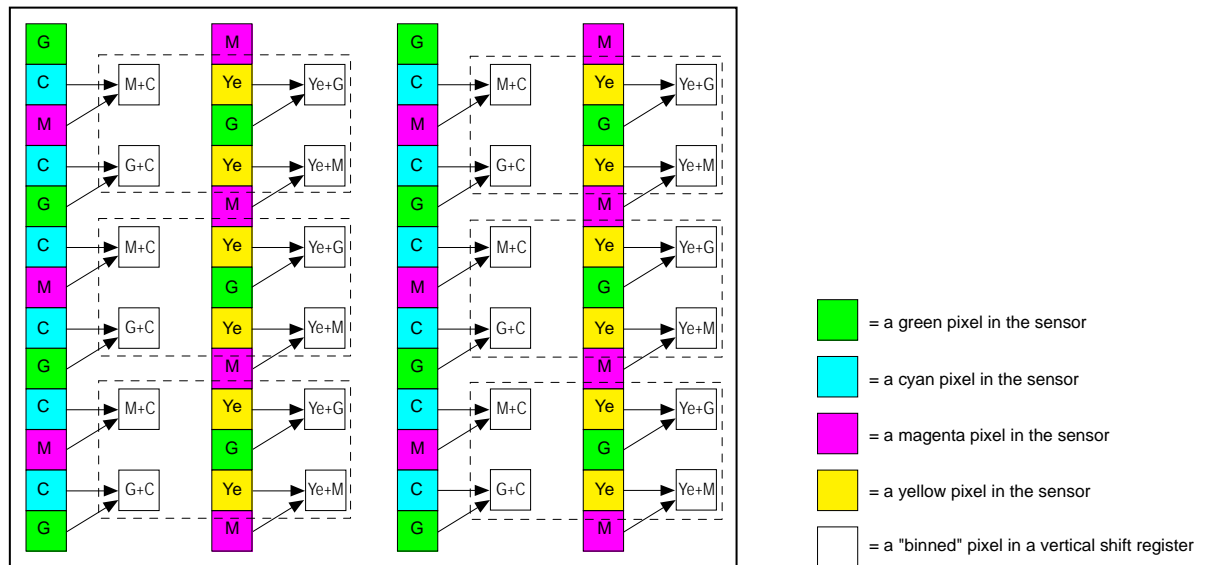 G M G M
C M+C Ye Ye+G C M+C Ye Ye+G
M G M G
C G+C Ye Ye+M C G+C Ye Ye+M
G M G M
C M+C Ye Ye+G C M+C Ye Ye+G
M G M G
C G+C Ye Ye+M C G+C Ye Ye+M
G M G M
C M+C Ye Ye+G C M+C Ye Ye+G
M G M G
C G+C Ye Ye+M C G+C Ye Ye+M
G M G M
= a green pixel in the sensor
= a cyan pixel in the sensor
= a magenta pixel in the sensor
= a yellow pixel in the sensor
= a "binned" pixel in a vertical shift register